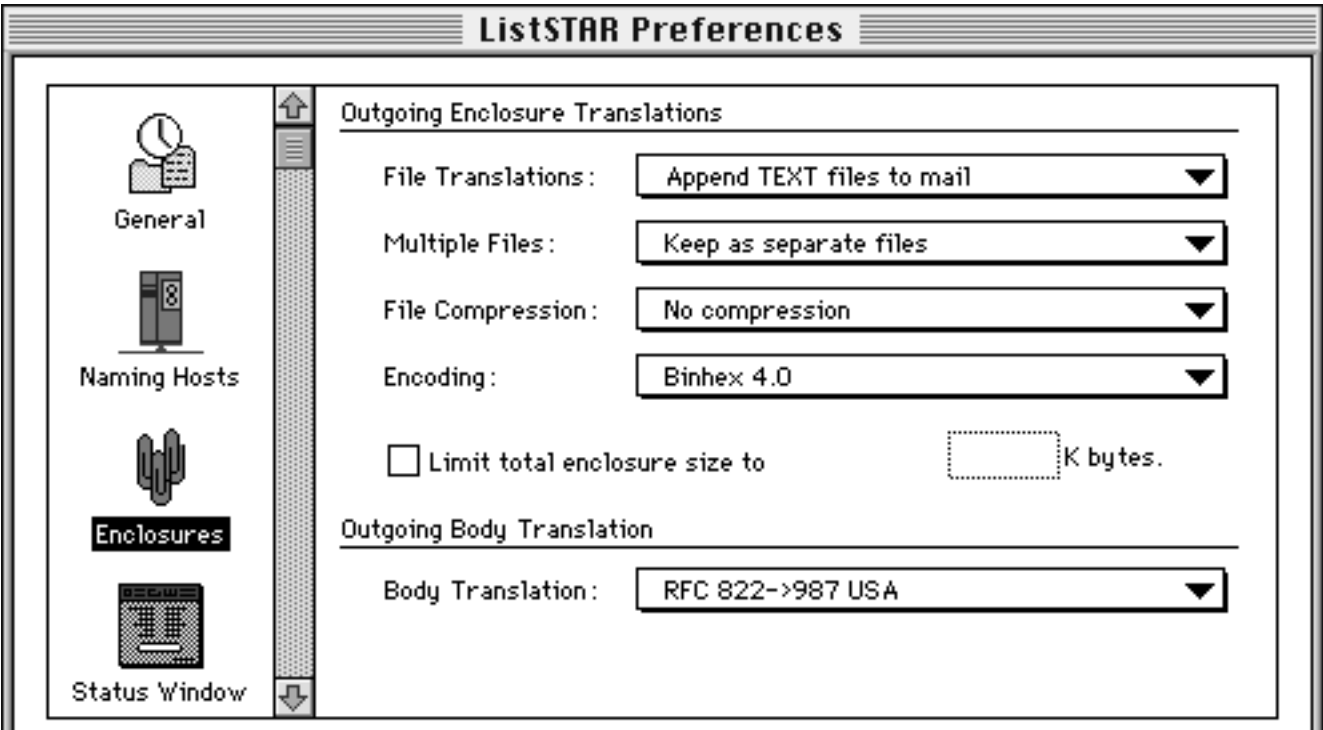 ListSTAR Preferences
General
Naming Hosts
8
Enclosures
Status Window
Outgoing Enclosure Translations
File Translations: Append TEXT files to mail
Multiple Files: Keep as separate files
File Compression: No compression
Encoding: Binhex 4.0
Limit total enclosure size to K bytes.
Outgoing Body Translation
Body Translation: RFC 822->987 USA